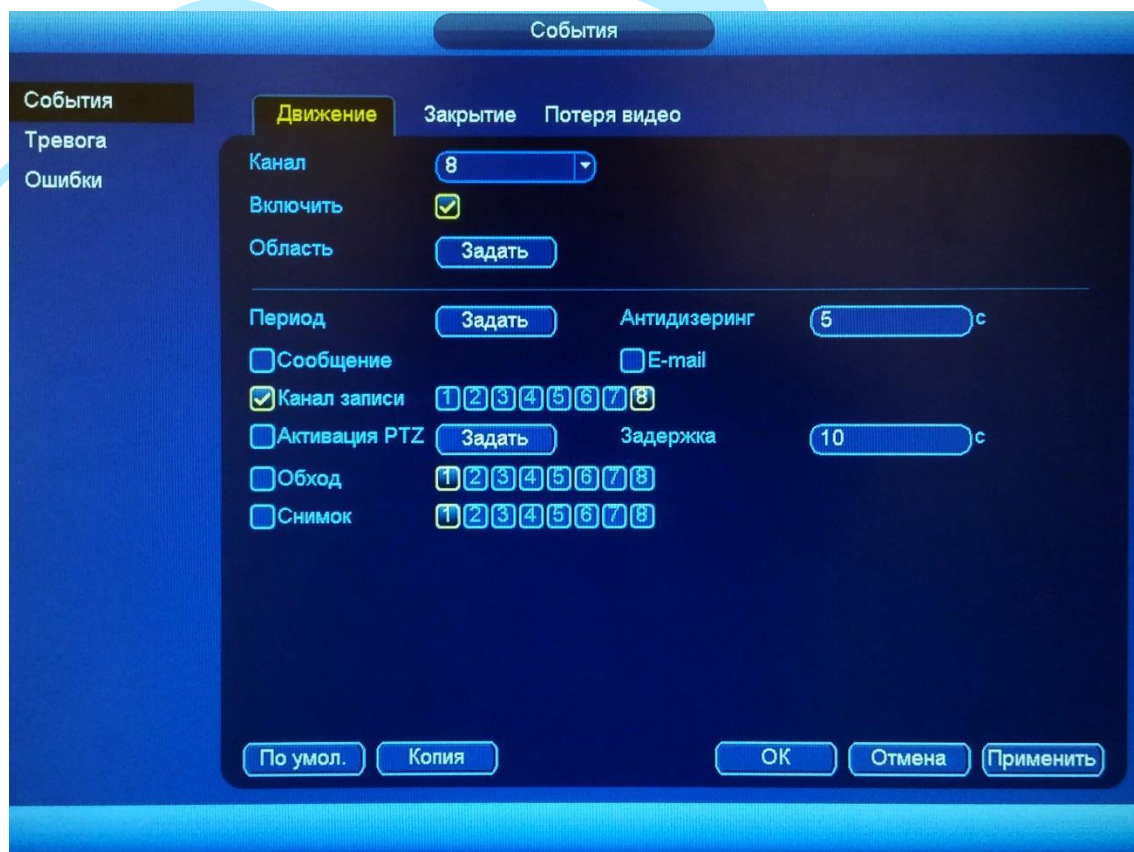 События
События
Тревога
Ошибки
Движение Закрытие Потеря видео
Канал 8
Включить
Область Задать
Период Задать Антидизеринг 5 с
Сообщение E-mail
Канал записи 1 2 3 4 5 6 7 8
Активация PTZ Задать Задержка 10 с
Обход 1 2 3 4 5 6 7 8
Снимок 1 2 3 4 5 6 7 8
По умол. Копия ОК Отмена Применить